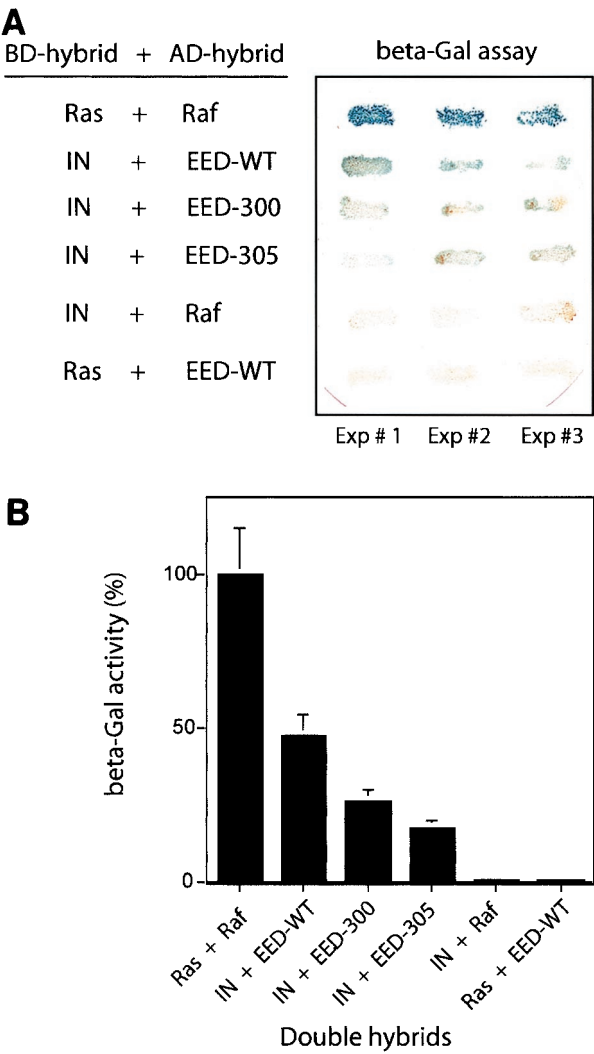 A
BD-hybrid + AD-hybrid
beta-Gal assay
Ras + Raf
IN + EED-WT
IN + EED-300
IN + EED-305
IN + Raf
Ras + EED-WT
Exp # 1 Exp #2 Exp #3
B
beta-Gal activity (%)
100
50
0
Ras + Raf
IN + EED-WT
IN + EED-300
IN + EED-305
IN + Raf
Ras + EED-WT
Double hybrids